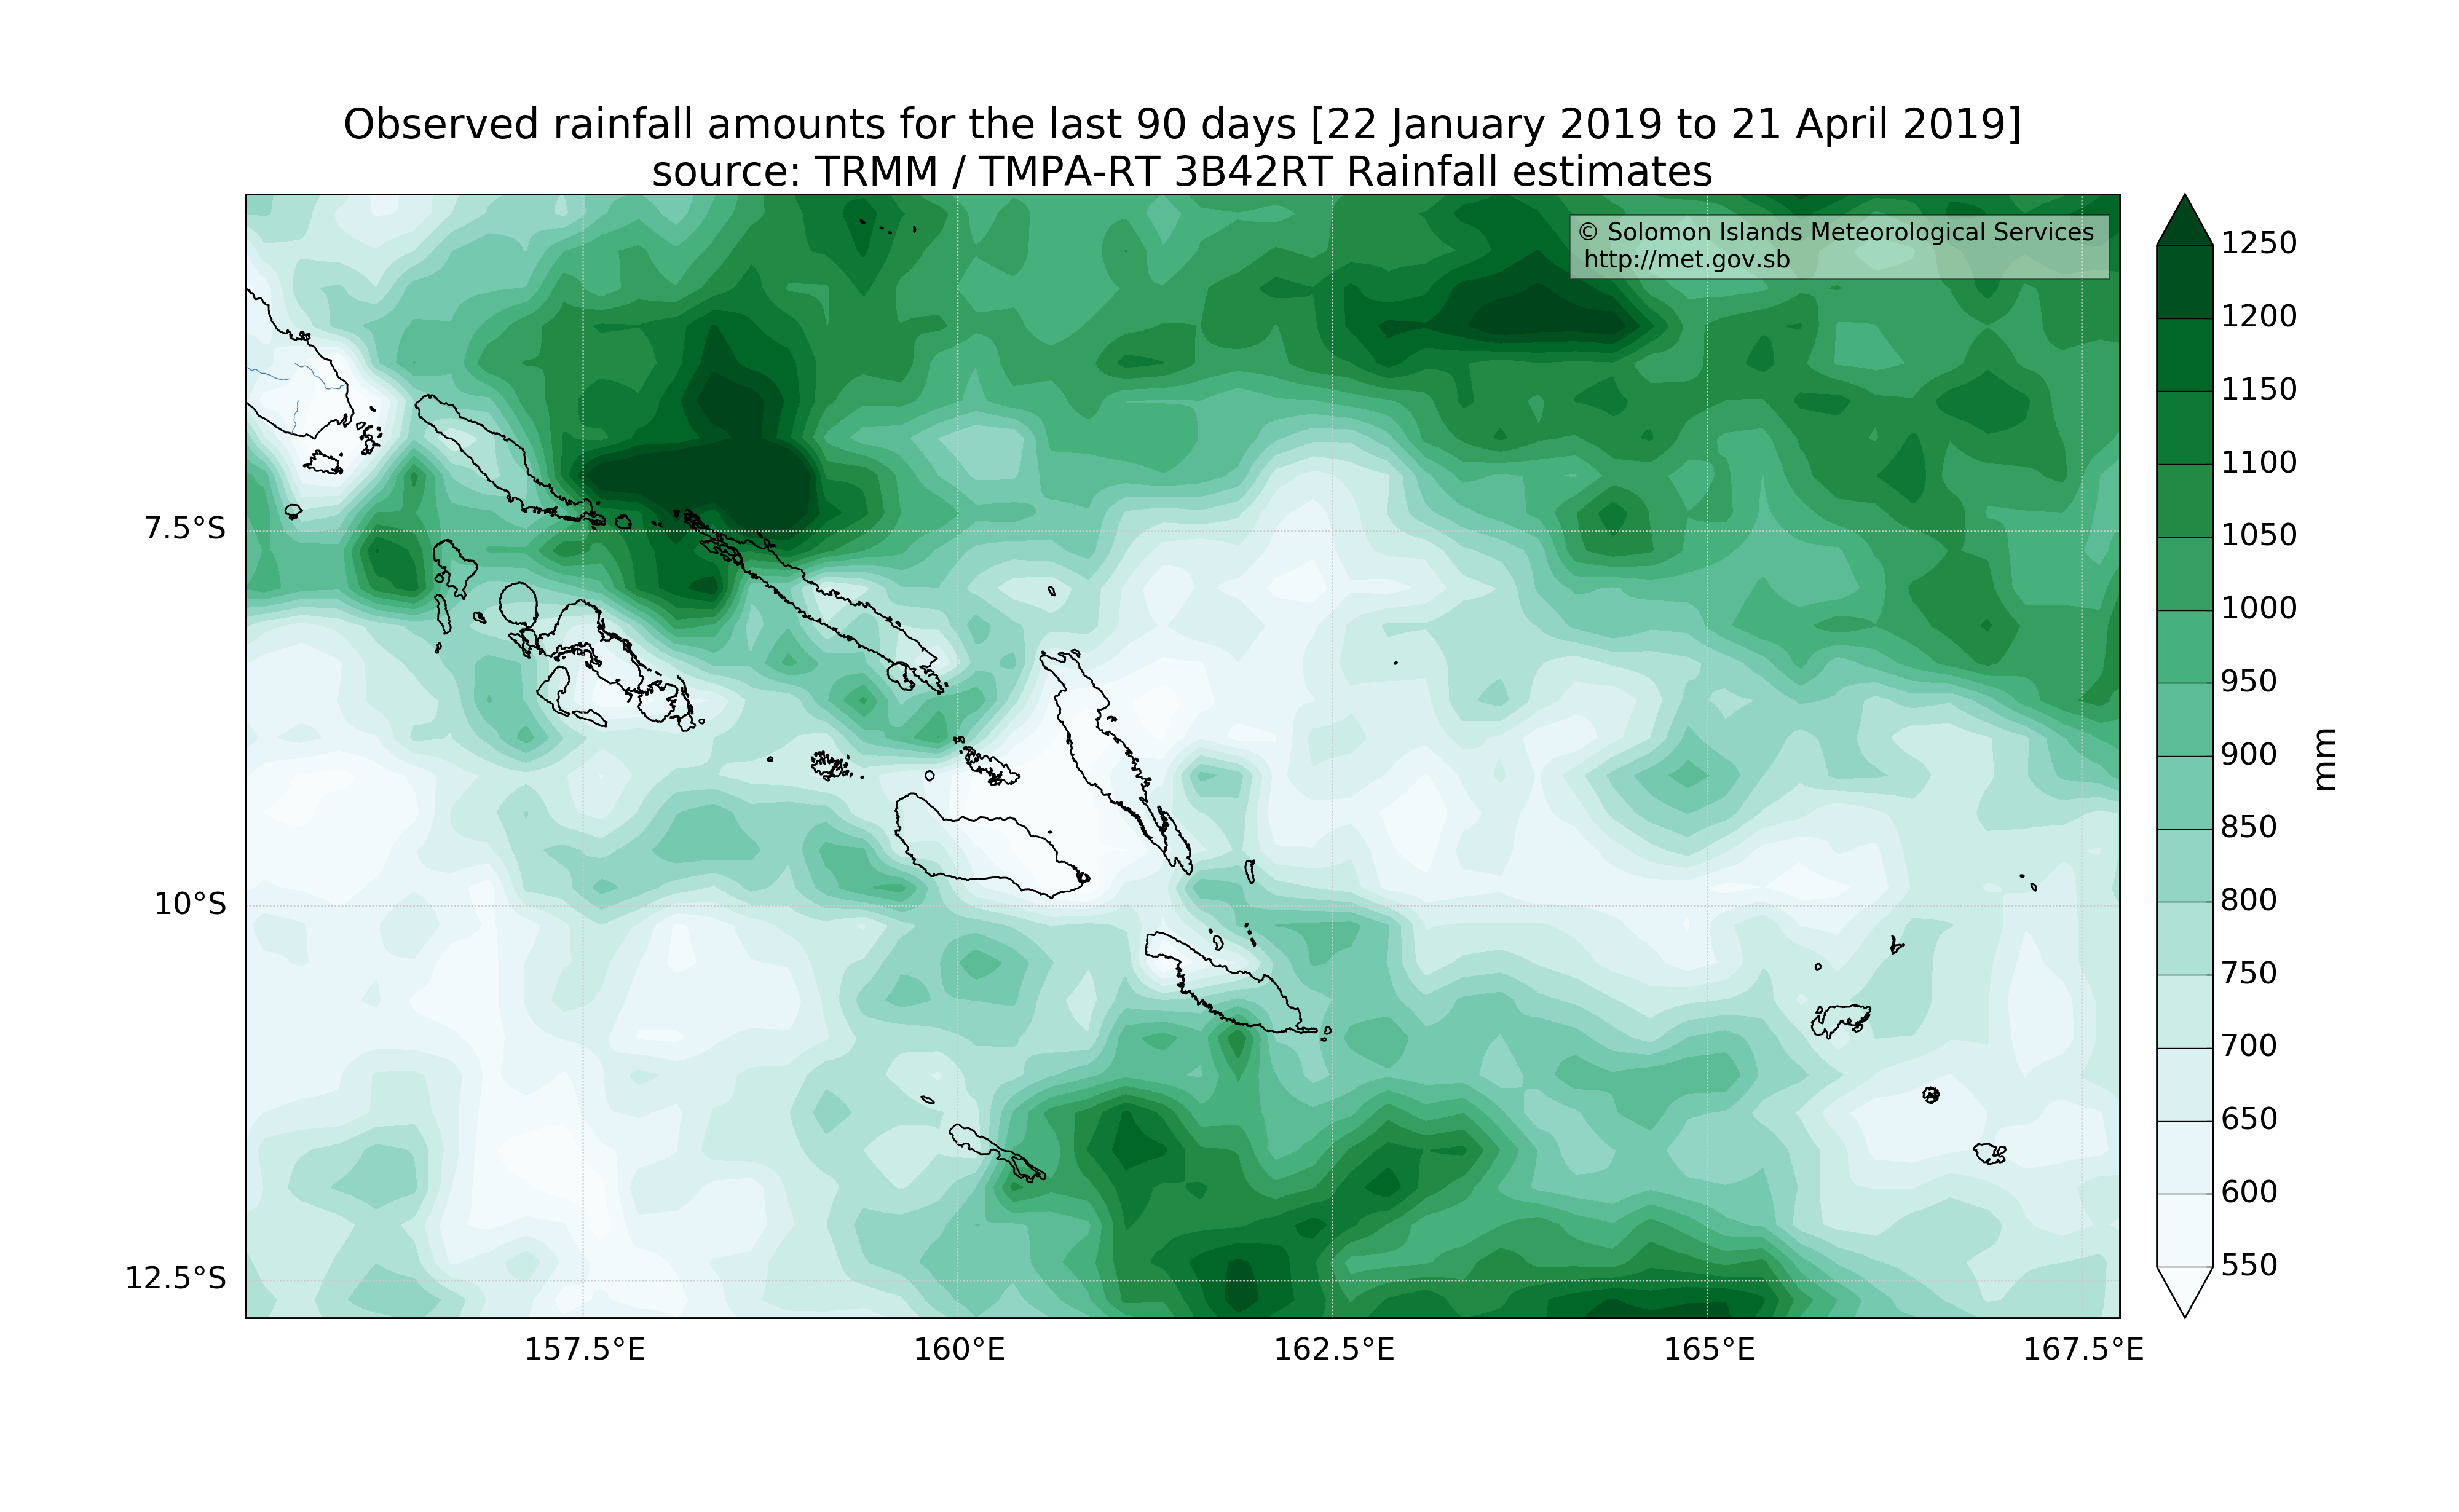 Observed rainfall amounts for the last 90 days [22 January 2019 to 21 April 2019]
source: TRMM / TMPA-RT 3B42RT Rainfall estimates
© Solomon Islands Meteorological Services
http://met.gov.sb
7.5°S
10°S
12.5°S
157.5°E
160°E
162.5°E
165°E
167.5°E
1250
1200
1150
1100
1050
1000
950
900
850
800
750
700
650
600
550
mm